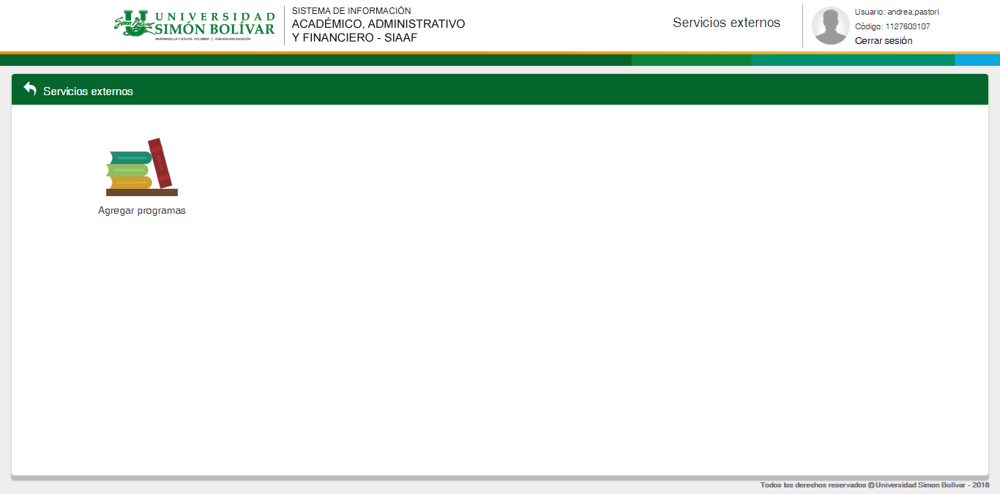 UNIVERSIDAD
SIMÓN BOLÍVAR
BARRANQUILLA Y CÚCUTA - COLOMBIA | VIGILADA MINEDUCACIÓN
SISTEMA DE INFORMACIÓN
ACADÉMICO, ADMINISTRATIVO
Y FINANCIERO - SIAAF
Servicios externos
Usuario: andrea.pastori
Código: 1127603107
Cerrar sesión
Servicios externos
Agregar programas
Todos los derechos reservados @ Universidad Simon Bolívar - 2018